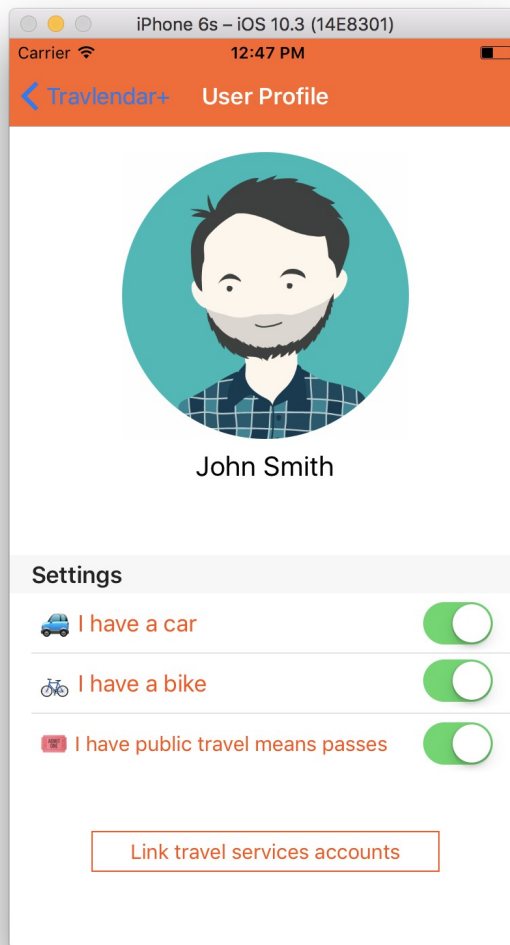 iPhone 6s – iOS 10.3 (14E8301)
Carrier 12:47 PM
Travlendar+ User Profile
John Smith
Settings
I have a car
I have a bike
I have public travel means passes
Link travel services accounts